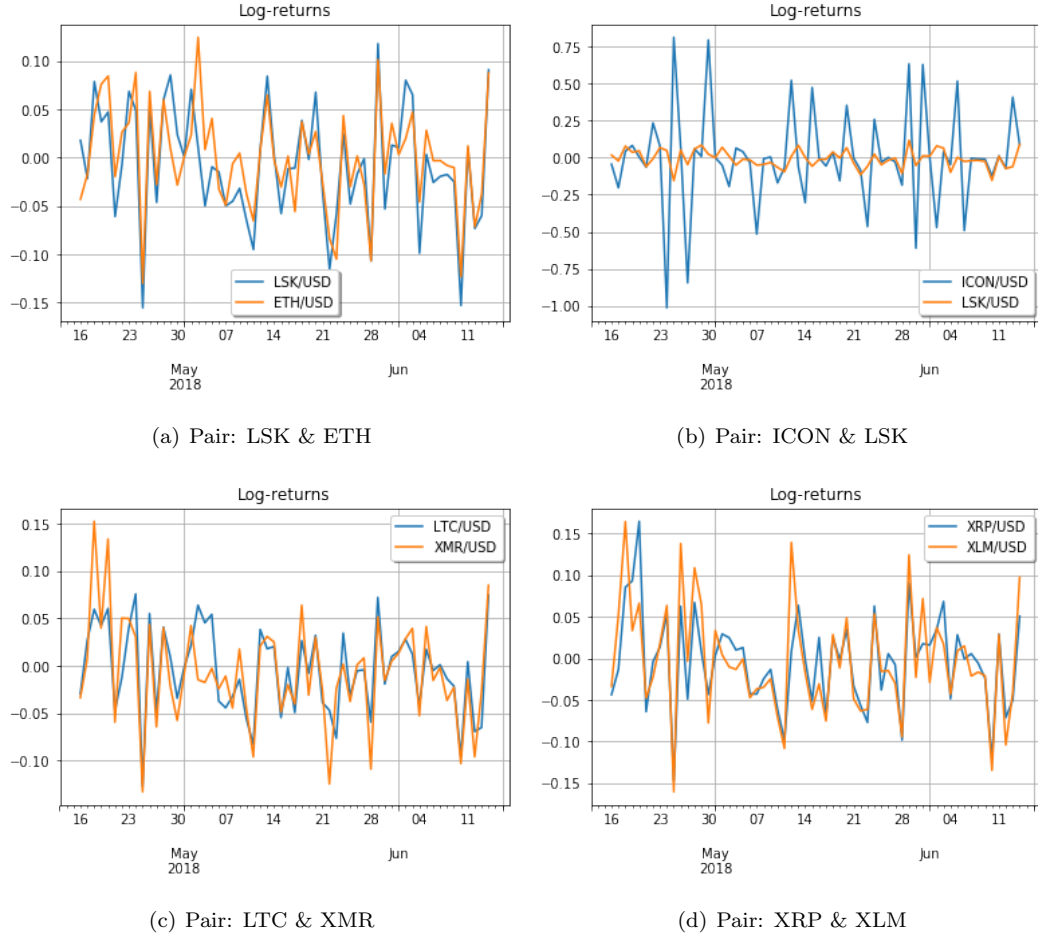 Log-returns
0.10
0.05
0.00
−0.05
−0.10
−0.15
LSK/USD
ETH/USD
16 23 30 07 14 21 28 04 11
May Jun
2018
(a) Pair: LSK & ETH
Log-returns
0.75
0.50
0.25
0.00
−0.25
−0.50
−0.75
−1.00
ICON/USD
LSK/USD
16 23 07 14 21 28 04 11
May Jun
2018
(b) Pair: ICON & LSK
Log-returns
0.15
0.10
0.05
0.00
−0.05
−0.10
LTC/USD
XMR/USD
16 23 30 07 14 21 28 04 11
May Jun
2018
(c) Pair: LTC & XMR
Log-returns
0.15
0.10
0.05
0.00
−0.05
−0.10
−0.15
XRP/USD
XLM/USD
16 23 07 14 21 28 04 11
May Jun
2018
(d) Pair: XRP & XLM